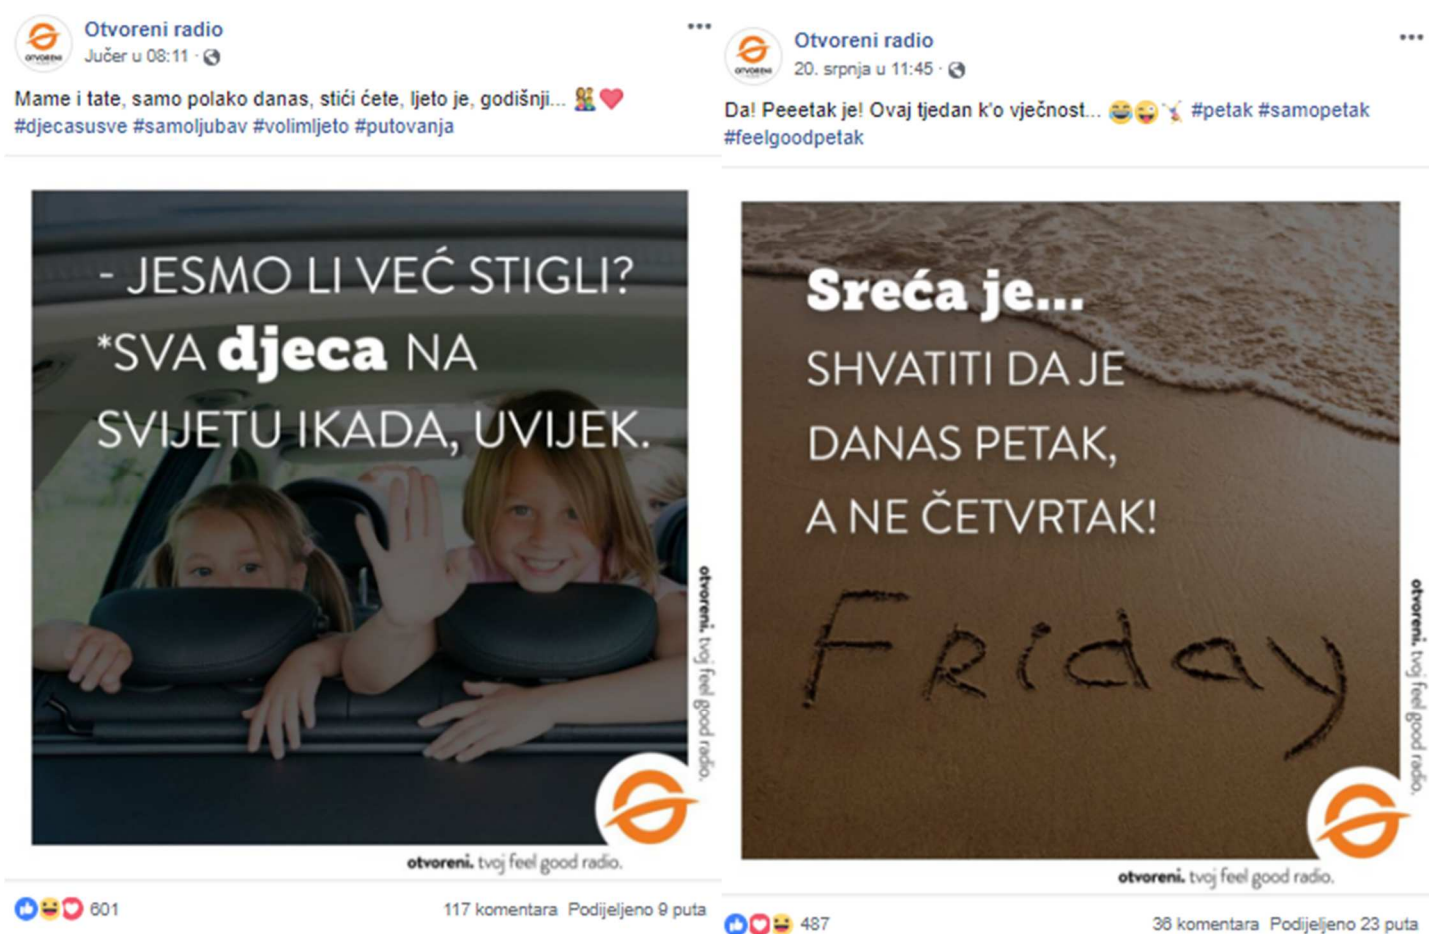 OTVORENI
Otvoreni radio
Jučer u 08:11
Mame i tate, samo polako danas, stići ćete, ljeto je, godišnji...
#djecasusve #samoljubav #volimljeto #putovanja
- JESMO LI VEĆ STIGLI?
*SVA djeca NA
SVIJETU IKADA, UVIJEK.
otvoreni. tvoj feel good radio.
otvoreni. tvoj feel good radio.
601
117 komentara Podijeljeno 9 puta
OTVORENI
Otvoreni radio
20. srpnja u 11:45
Da! Peeetak je! Ovaj tjedan k'o vječnost... #petak #samopetak
#feelgoodpetak
Sreća je...
SHVATITI DA JE
DANAS PETAK,
A NE ČETVRTAK!
FRiday
otvoreni. tvoj feel good radio.
otvoreni. tvoj feel good radio.
487
36 komentara Podijeljeno 23 puta